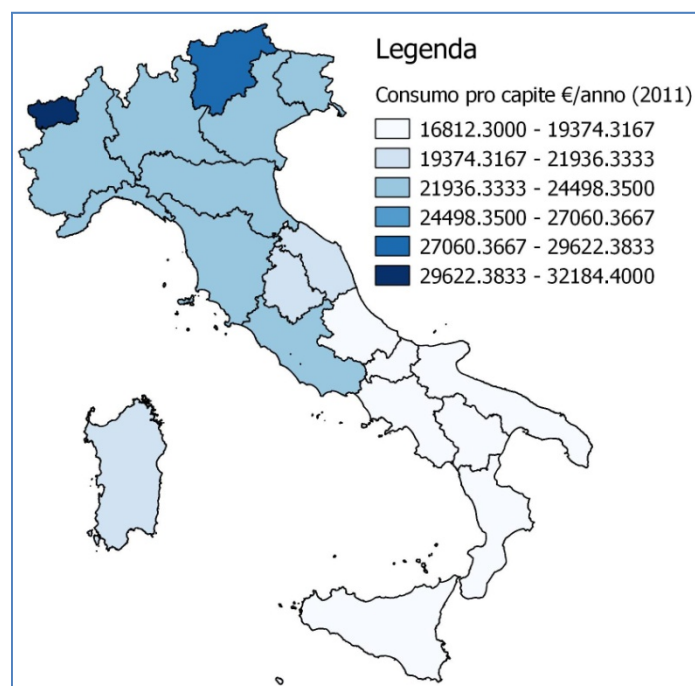 Legenda
Consumo pro capite €/anno (2011)
16812.3000 - 19374.3167
19374.3167 - 21936.3333
21936.3333 - 24498.3500
24498.3500 - 27060.3667
27060.3667 - 29622.3833
29622.3833 - 32184.4000